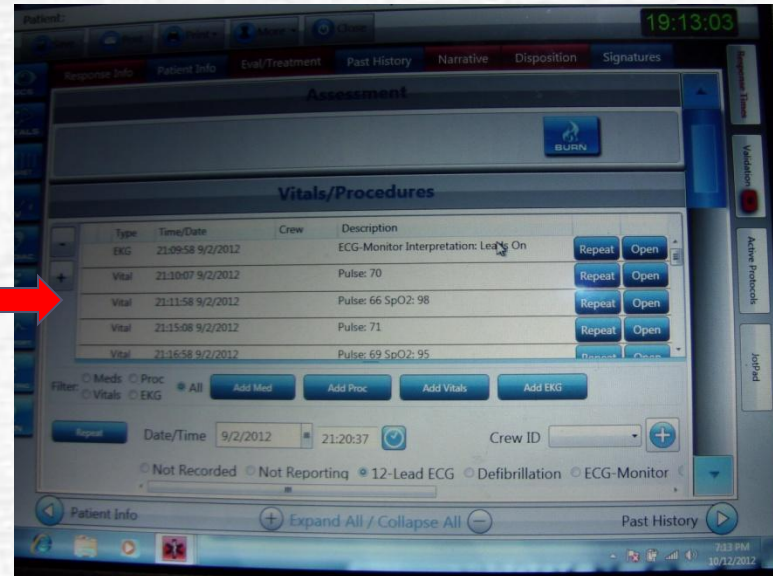 Patient:
19:13:03
Print
More
Close
Response Info Patient Info Eval/Treatment Past History Narrative Disposition Signatures
Assessment
BURN
Vitals/Procedures
Type Time/Date Crew Description
EKG 21:09:58 9/2/2012 ECG-Monitor Interpretation: Leads On Repeat Open
Vital 21:10:07 9/2/2012 Pulse: 70 Repeat Open
Vital 21:11:58 9/2/2012 Pulse: 66 SpO2: 98 Repeat Open
Vital 21:15:08 9/2/2012 Pulse: 71 Repeat Open
Vital 21:16:58 9/2/2012 Pulse: 69 SpO2: 95 Repeat Open
Filter: Meds Proc All Add Med Add Proc Add Vitals Add EKG
Vitals EKG
Repeat Date/Time 9/2/2012 21:20:37 Crew ID
Not Recorded Not Reporting 12-Lead ECG Defibrillation ECG-Monitor
Patient Info Expand All / Collapse All Past History
7:13 PM
10/12/2012
Response Times
Validation
Active Protocols
JotPad